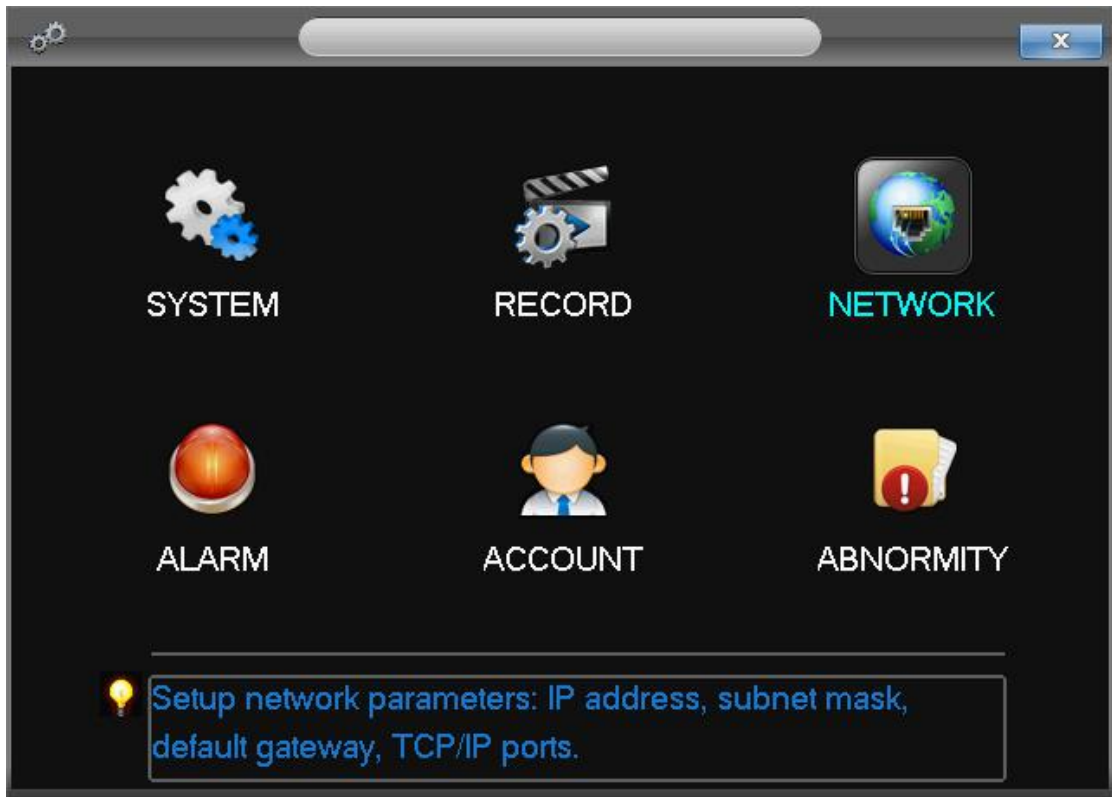 X
SYSTEM
RECORD
NETWORK
ALARM
ACCOUNT
ABNORMITY
Setup network parameters: IP address, subnet mask,
default gateway, TCP/IP ports.